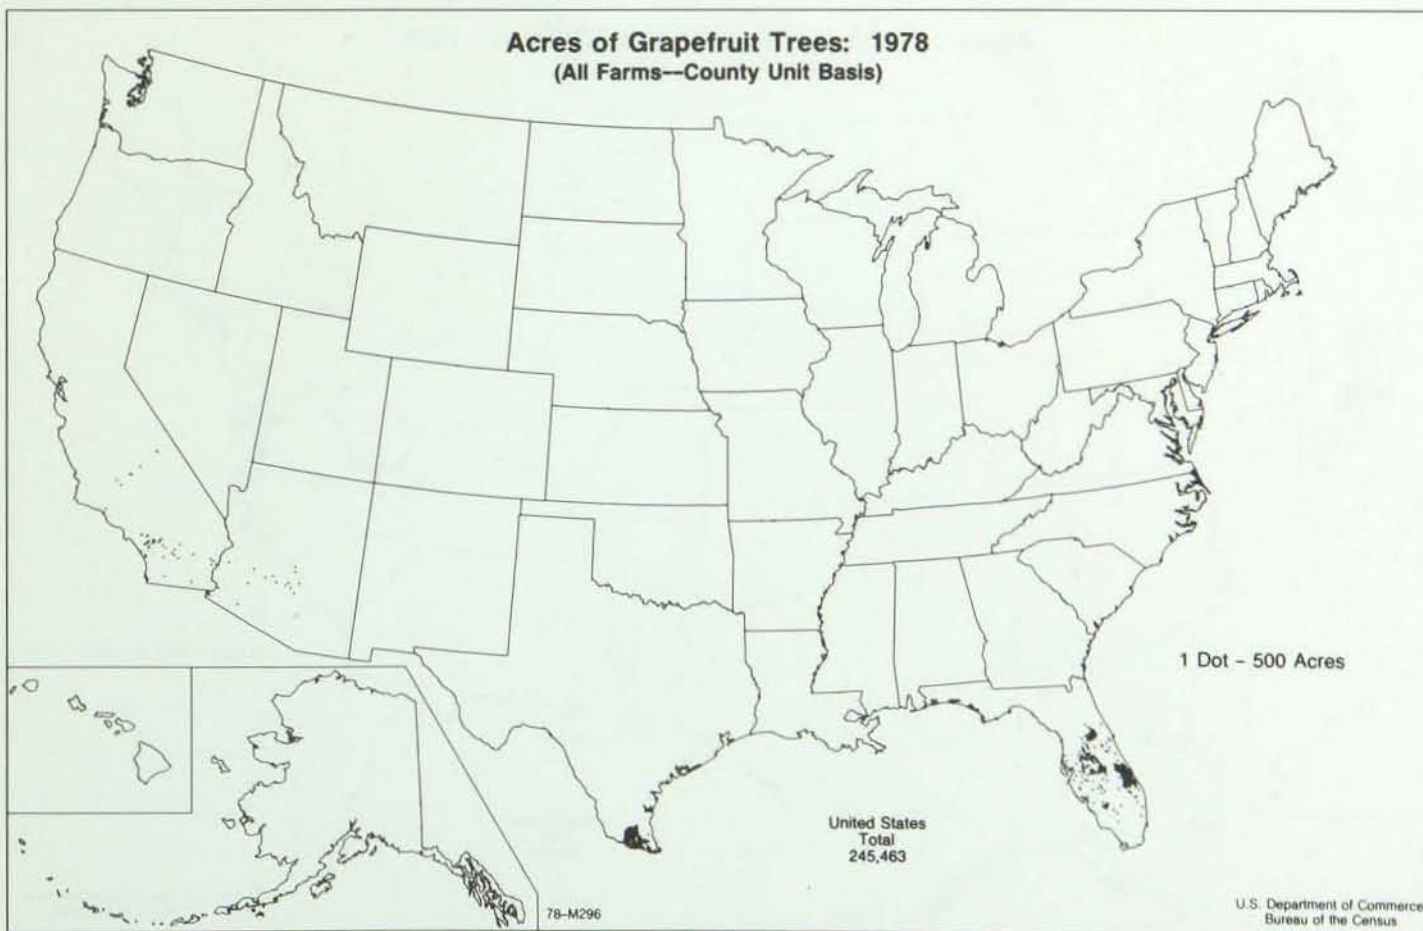 Acres of Grapefruit Trees: 1978
(All Farms—County Unit Basis)
1 Dot - 500 Acres
United States
Total
245,463
78-M296
U.S. Department of Commerce
Bureau of the Census